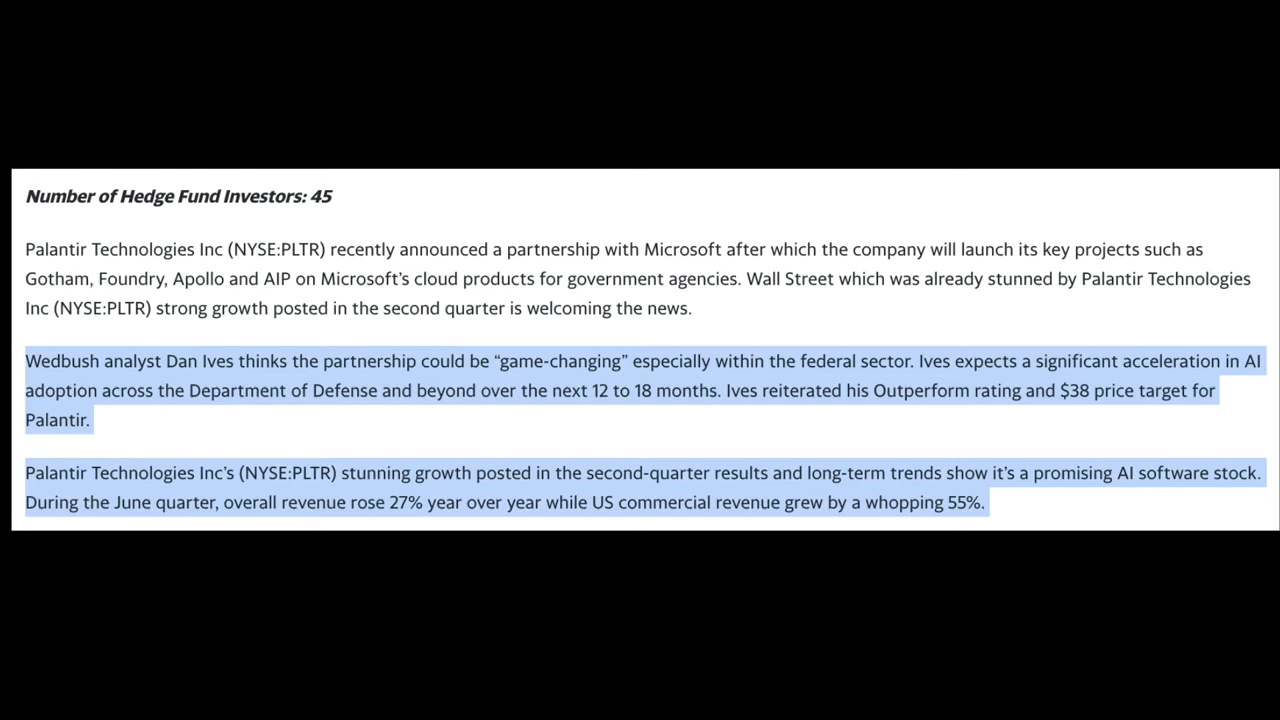 Number of Hedge Fund Investors: 45
Palantir Technologies Inc (NYSE:PLTR) recently announced a partnership with Microsoft after which the company will launch its key projects such as
Gotham, Foundry, Apollo and AIP on Microsoft’s cloud products for government agencies. Wall Street which was already stunned by Palantir Technologies
Inc (NYSE:PLTR) strong growth posted in the second quarter is welcoming the news.
Wedbush analyst Dan Ives thinks the partnership could be “game-changing” especially within the federal sector. Ives expects a significant acceleration in AI
adoption across the Department of Defense and beyond over the next 12 to 18 months. Ives reiterated his Outperform rating and $38 price target for
Palantir.
Palantir Technologies Inc’s (NYSE:PLTR) stunning growth posted in the second-quarter results and long-term trends show it’s a promising AI software stock.
During the June quarter, overall revenue rose 27% year over year while US commercial revenue grew by a whopping 55%.